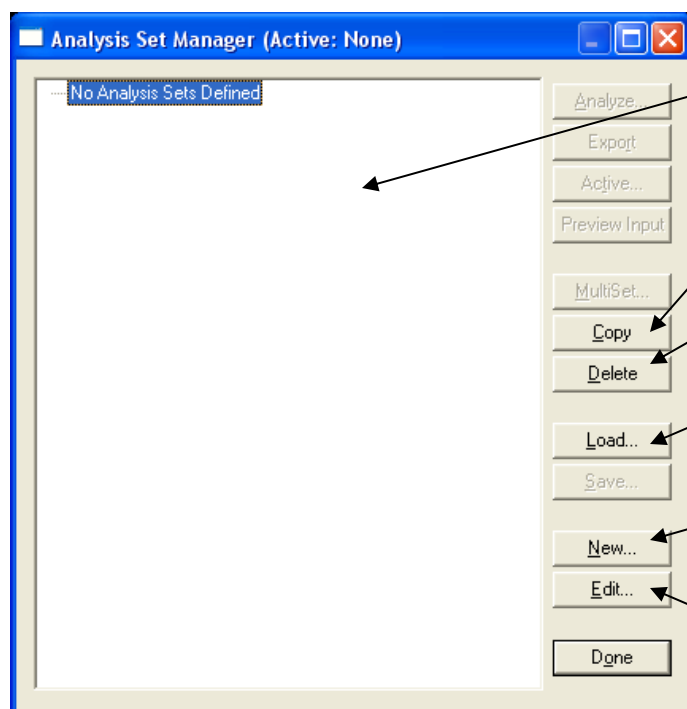 Analysis Set Manager (Active: None)
No Analysis Sets Defined
Analyze...
Export
Active...
Preview Input
MultiSet...
Copy
Delete
Load...
Save...
New...
Edit...
Done